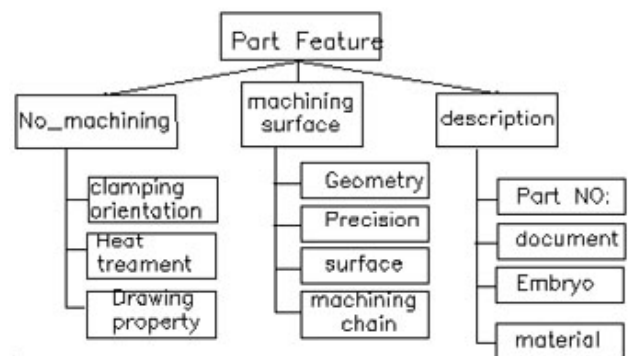 Part Feature
No_machining
machining
surface
description
clamping
orientation
Heat
treament
Drawing
property
Geometry
Precision
surface
machining
chain
Part NO:
document
Embryo
material